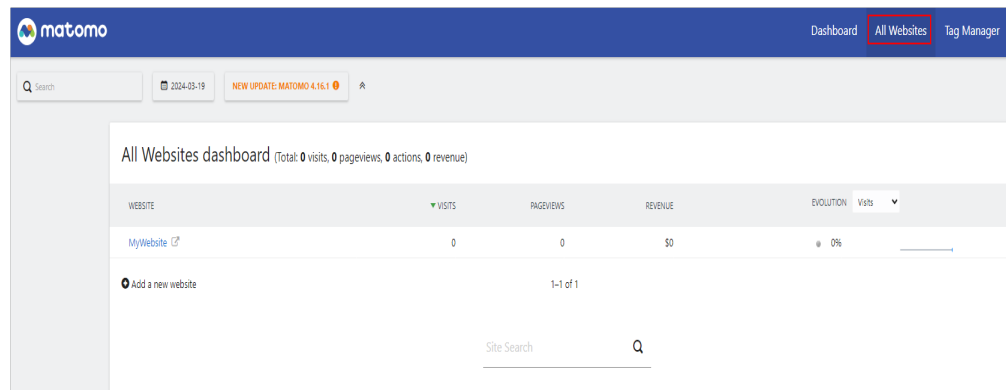 matomo
Dashboard All Websites Tag Manager
Search 2024-03-19 NEW UPDATE: MATOMO 4.16.1
All Websites dashboard (Total: 0 visits, 0 pageviews, 0 actions, 0 revenue)
WEBSITE VISITS PAGEVIEWS REVENUE EVOLUTION Visits
MyWebsite 0 0 $0 0%
Add a new website 1–1 of 1
Site Search